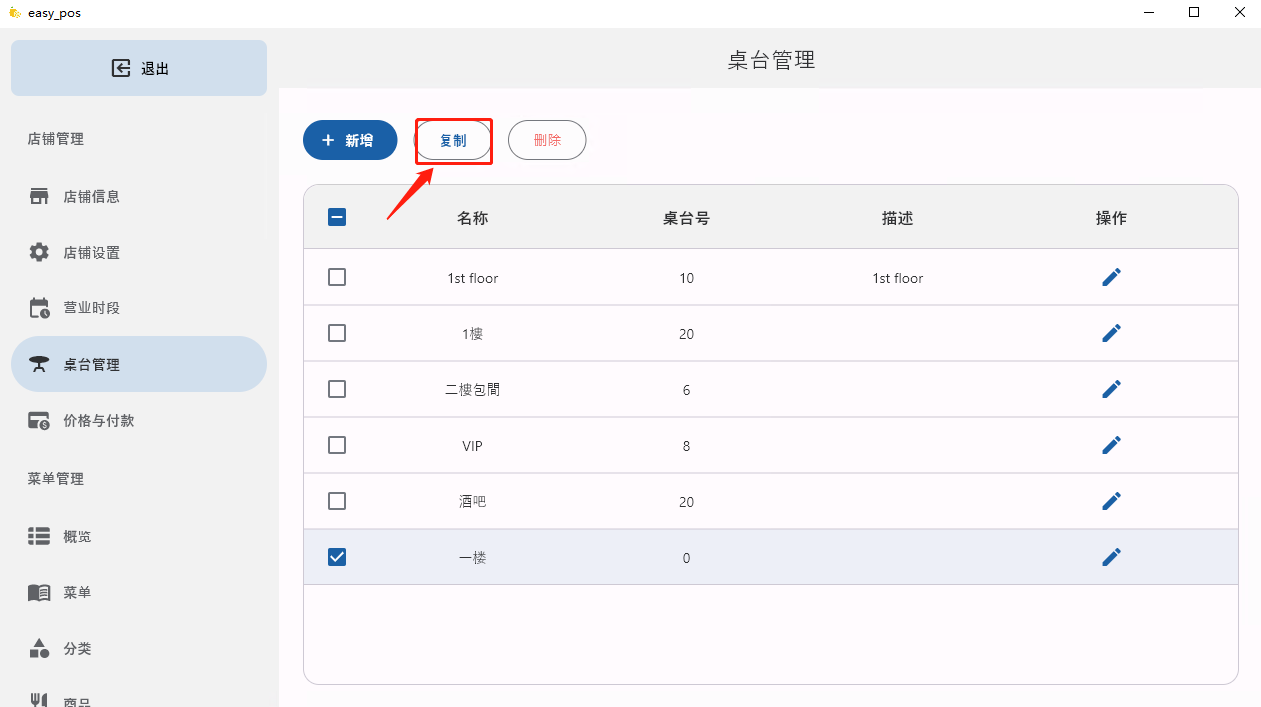 easy_pos
退出
桌台管理
店铺管理
店铺信息
店铺设置
营业时段
桌台管理
价格与付款
菜单管理
概览
菜单
分类
商品
新增 复制 删除
名称 桌台号 描述 操作
1st floor 10 1st floor
1樓 20
二樓包間 6
VIP 8
酒吧 20
一楼 0